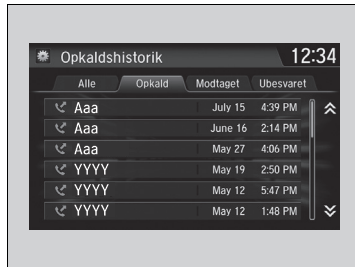 Opkaldshistorik 12:34
Alle Opkald Modtaget Ubesvaret
Aaa July 15 4:39 PM
Aaa June 16 2:14 PM
Aaa May 27 4:06 PM
YYYY May 19 2:50 PM
YYYY May 12 5:47 PM
YYYY May 12 1:48 PM